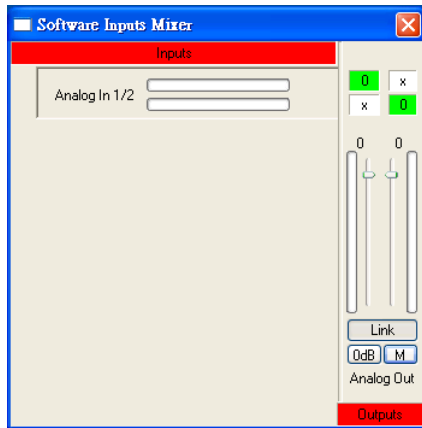 Software Inputs Mixer
Inputs
Analog In 1/2
0 x
x 0
0 0
Link
0dB M
Analog Out
Outputs